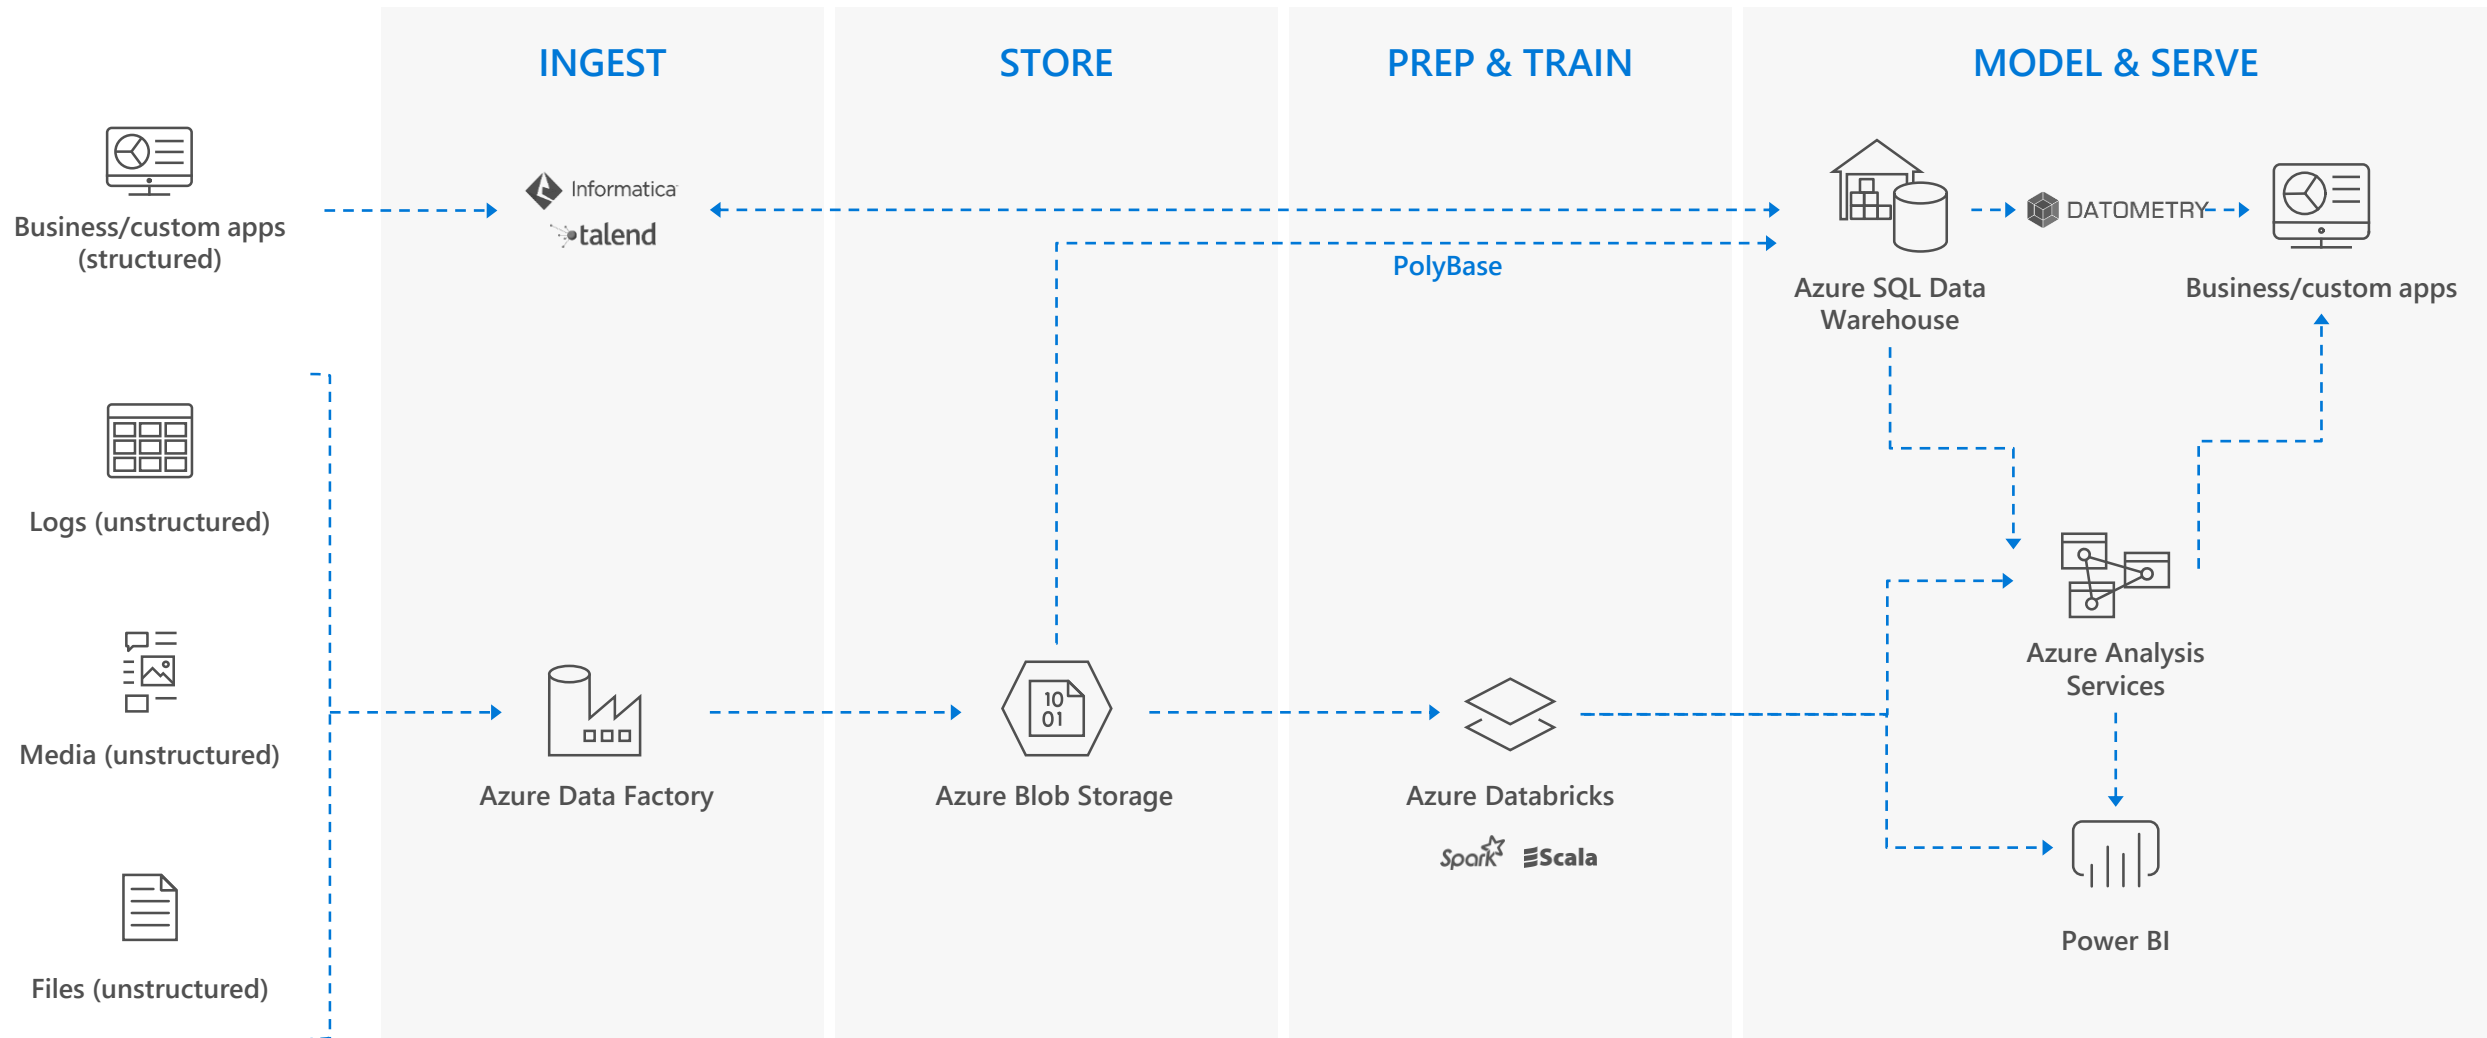 INGEST
STORE
PREP & TRAIN
MODEL & SERVE
Business/custom apps
(structured)
Informatica
talend
PolyBase
Azure SQL Data
Warehouse
DATOMETRY
Business/custom apps
Logs (unstructured)
Media (unstructured)
Files (unstructured)
Azure Data Factory
10
01
Azure Blob Storage
Azure Databricks
Spark
Scala
Azure Analysis
Services
Power BI